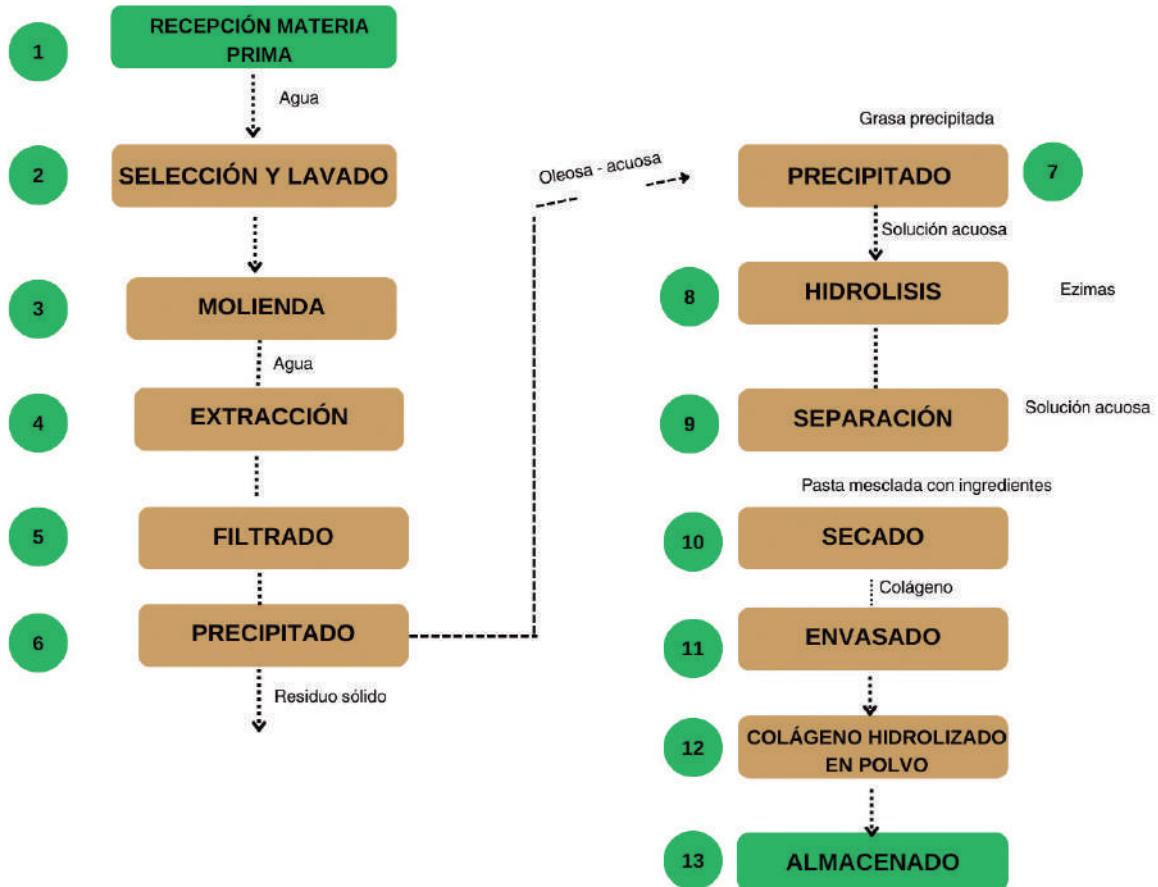 1
RECEPCIÓN MATERIA
PRIMA
Agua
2
SELECCIÓN Y LAVADO
3
MOLIENDA
Agua
4
EXTRACCIÓN
5
FILTRADO
6
PRECIPITADO
Residuo sólido
Oleosa - acuosa
Grasa precipitada
PRECIPITADO
7
Solución acuosa
8
HIDROLISIS
Ezimas
9
SEPARACIÓN
Solución acuosa
Pasta mesclada con ingredientes
10
SECADO
Colágeno
11
ENVASADO
12
COLÁGENO HIDROLIZADO
EN POLVO
13
ALMACENADO